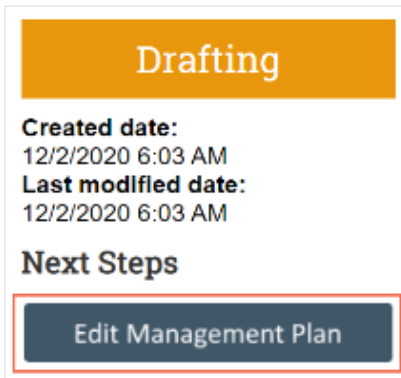 Drafting
Created date:
12/2/2020 6:03 AM
Last modified date:
12/2/2020 6:03 AM
Next Steps
Edit Management Plan